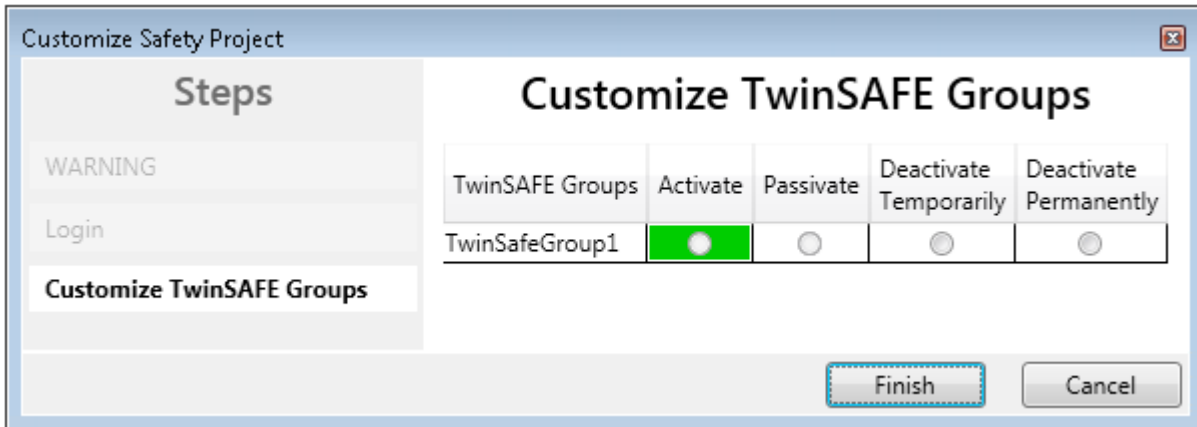 Customize Safety Project
Steps
WARNING
Login
Customize TwinSAFE Groups
Customize TwinSAFE Groups
TwinSAFE Groups Activate Passivate Deactivate Temporarily Deactivate Permanently
TwinSafeGroup1
Finish Cancel